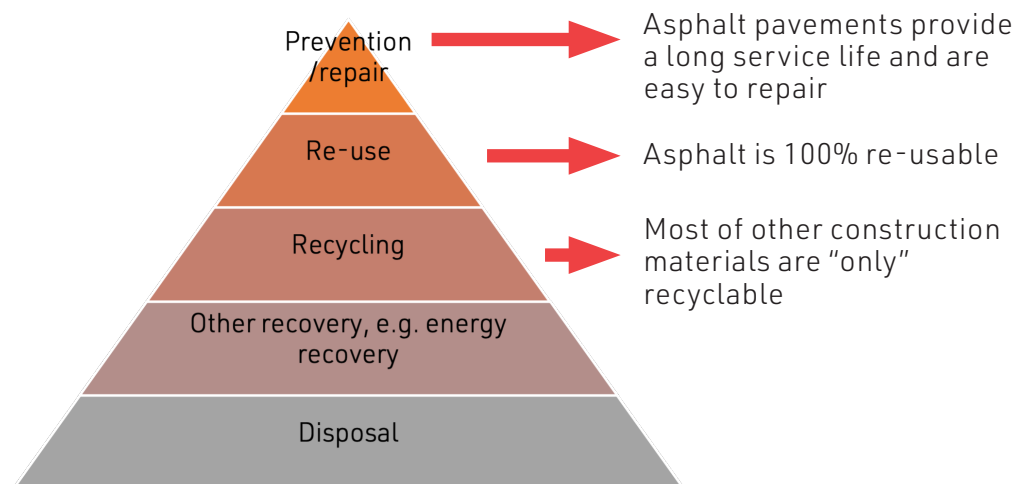 Prevention
/repair
Asphalt pavements provide
a long service life and are
easy to repair
Re-use
Asphalt is 100% re-usable
Recycling
Most of other construction
materials are “only”
recyclable
Other recovery, e.g. energy
recovery
Disposal